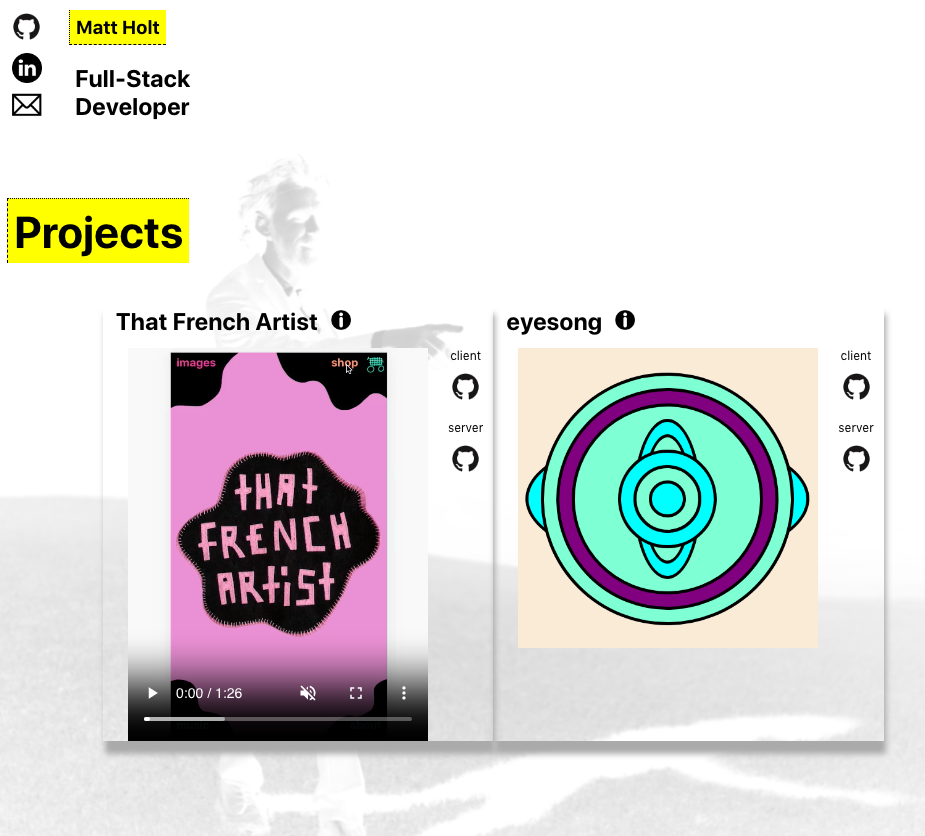 Matt Holt
in
Full-Stack
Developer
Projects
That French Artist i
eyesong i
images
shop
client
server
THAT
FRENCH
ARTiST
0:00 / 1:26
client
server